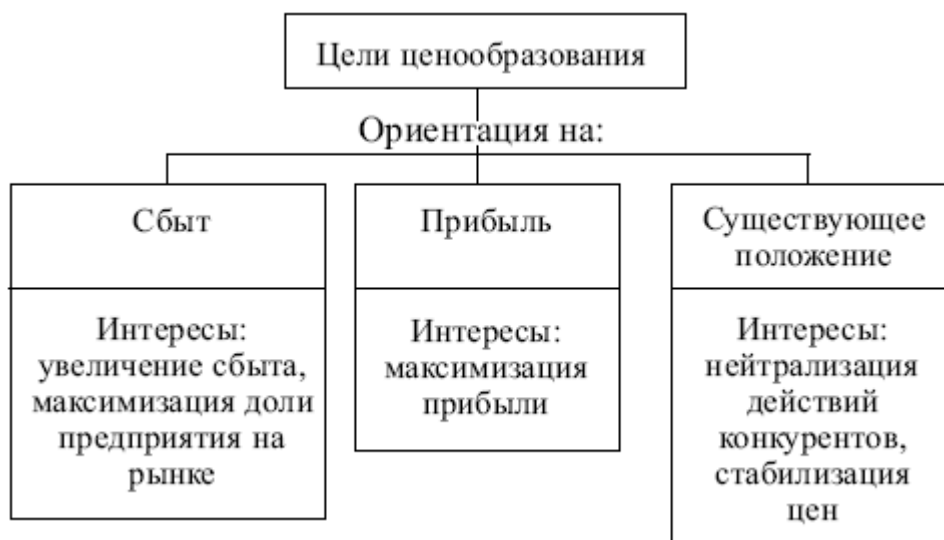 Цели ценообразования
Ориентация на:
Сбыт
Интересы:
увеличение сбыта,
максимизация доли
предприятия на
рынке
Прибыль
Интересы:
максимизация
прибыли
Существующее
положение
Интересы:
нейтрализация
действий
конкурентов,
стабилизация
цен